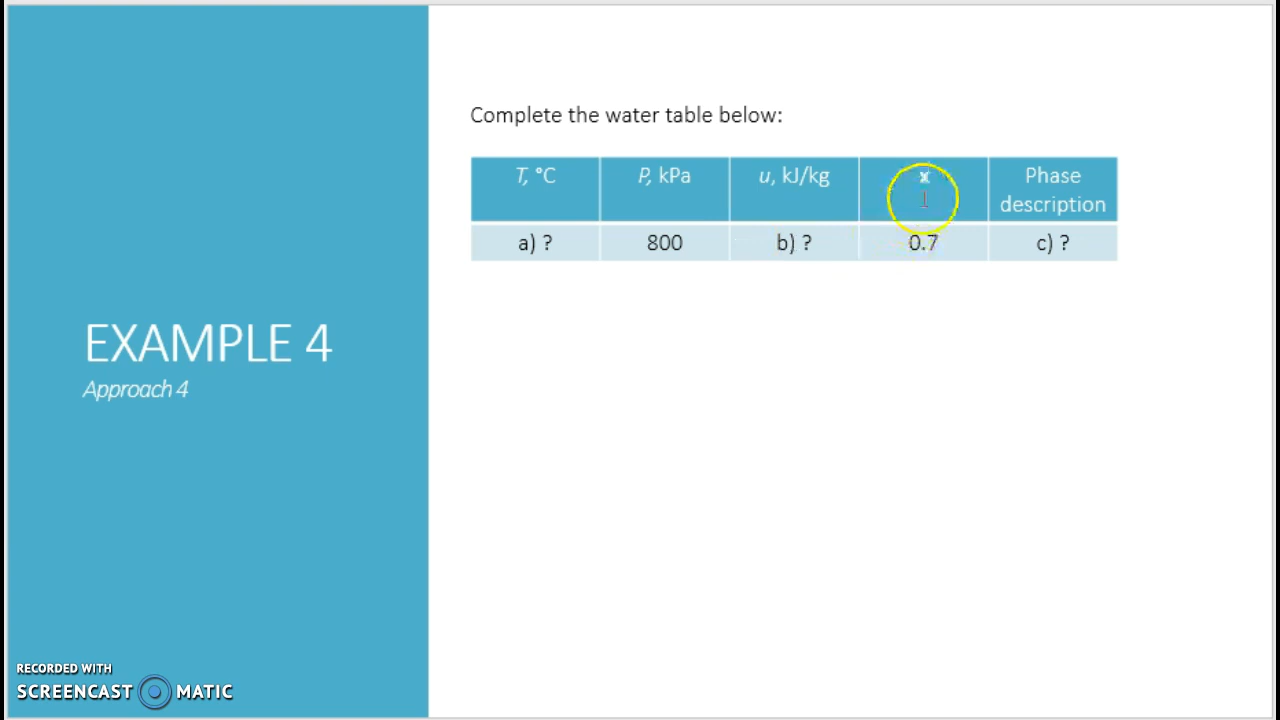 Complete the water table below:
T, °C P, kPa u, kJ/kg x Phase description
a) ? 800 b) ? 0.7 c) ?
EXAMPLE 4
Approach 4
RECORDED WITH
SCREENCAST MATIC